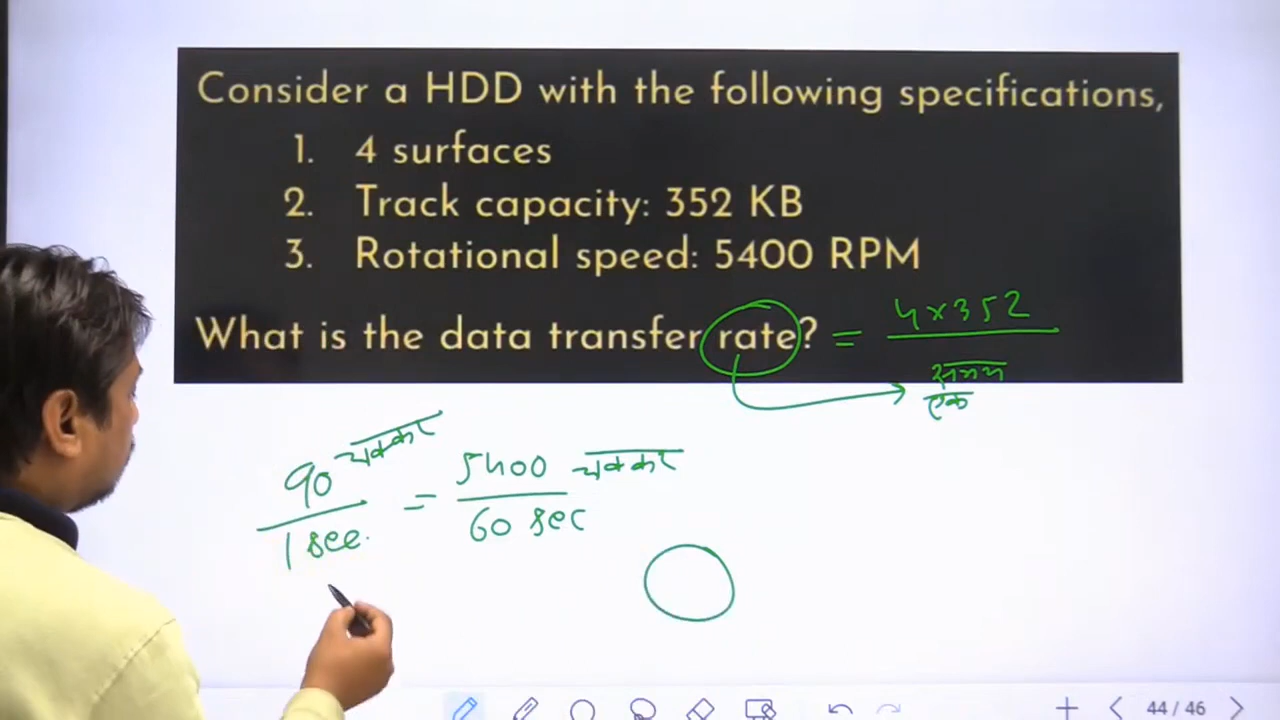 Consider a HDD with the following specifications,
1. 4 surfaces
2. Track capacity: 352 KB
3. Rotational speed: 5400 RPM
What is the data transfer rate? = 4x352
समय
एक
90 चक्कर = 5400 चक्कर
1 sec. 60 sec
44 / 46